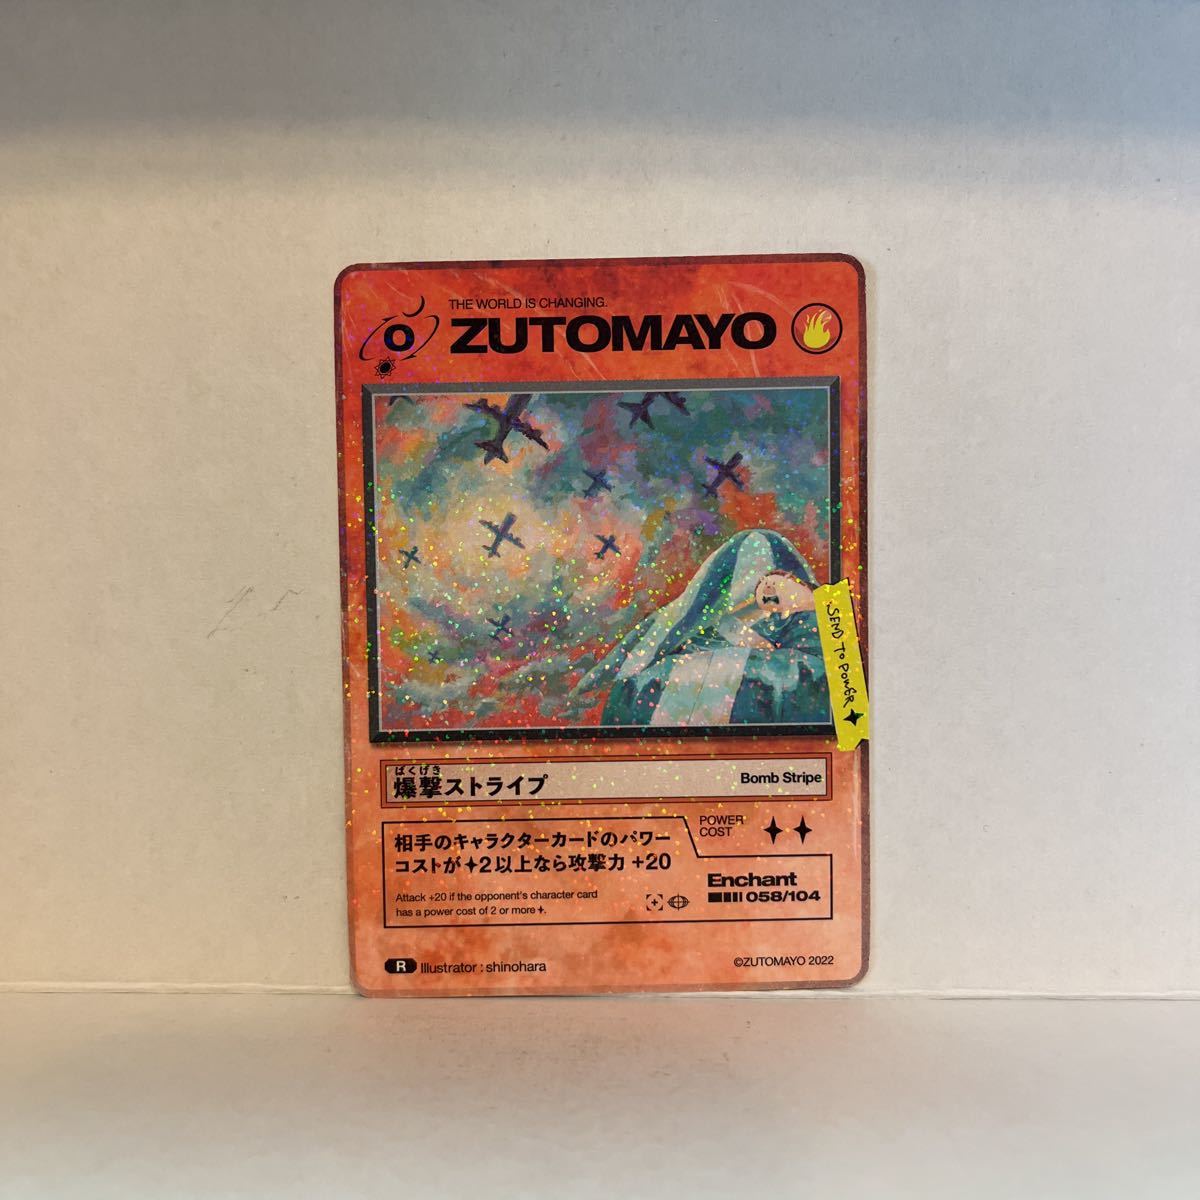 THE WORLD IS CHANGING.
O ZUTOMAYO
SEND TO POWER
ばくげき
爆撃ストライプ
Bomb Stripe
相手のキャラクターカードのパワー
コストが✦2以上なら攻撃力 +20
Attack +20 if the opponent's character card
has a power cost of 2 or more ✦.
POWER
COST
Enchant
058/104
R Illustrator : shinohara
©ZUTOMAYO 2022